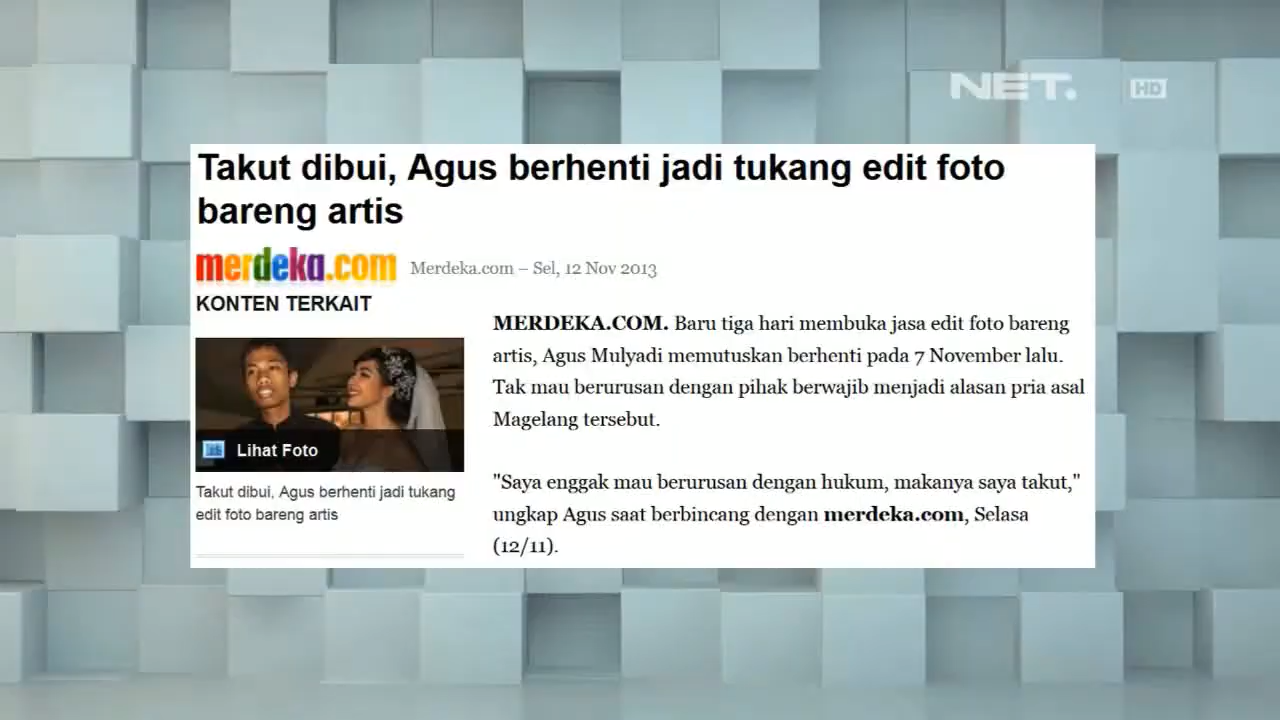 NET. HD
Takut dibui, Agus berhenti jadi tukang edit foto
bareng artis
merdeka.com Merdeka.com – Sel, 12 Nov 2013
KONTEN TERKAIT
Lihat Foto
Takut dibui, Agus berhenti jadi tukang
edit foto bareng artis
MERDEKA.COM. Baru tiga hari membuka jasa edit foto bareng
artis, Agus Mulyadi memutuskan berhenti pada 7 November lalu.
Tak mau berurusan dengan pihak berwajib menjadi alasan pria asal
Magelang tersebut.
"Saya enggak mau berurusan dengan hukum, makanya saya takut,"
ungkap Agus saat berbincang dengan merdeka.com, Selasa
(12/11).